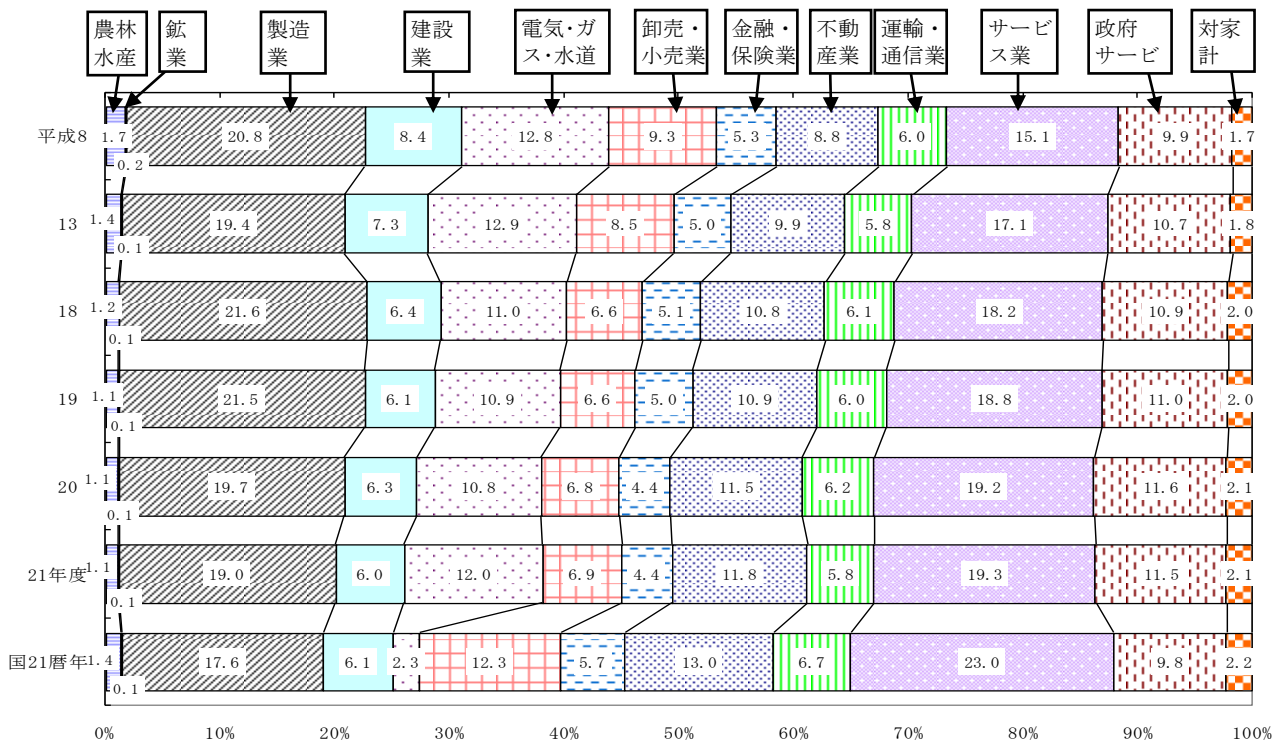 農林
水産
鉱
業
製造
業
建設
業
電気・ガ
ス・水道
卸売・
小売業
金融・
保険業
不動
産業
運輸・
通信業
サービ
ス業
政府
サービ
対家
計
平成8 1.7 0.2 20.8 8.4 12.8 9.3 5.3 8.8 6.0 15.1 9.9 1.7
13 1.4 0.1 19.4 7.3 12.9 8.5 5.0 9.9 5.8 17.1 10.7 1.8
18 1.2 0.1 21.6 6.4 11.0 6.6 5.1 10.8 6.1 18.2 10.9 2.0
19 1.1 0.1 21.5 6.1 10.9 6.6 5.0 10.9 6.0 18.8 11.0 2.0
20 1.1 0.1 19.7 6.3 10.8 6.8 4.4 11.5 6.2 19.2 11.6 2.1
21年度 1.1 0.1 19.0 6.0 12.0 6.9 4.4 11.8 5.8 19.3 11.5 2.1
国21暦年 1.4 0.1 17.6 6.1 2.3 12.3 5.7 13.0 6.7 23.0 9.8 2.2
0% 10% 20% 30% 40% 50% 60% 70% 80% 90% 100%